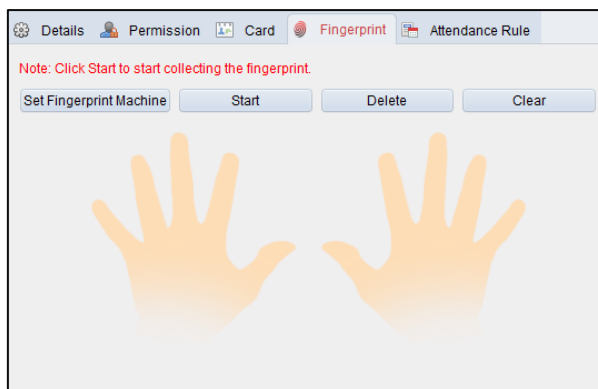 Details Permission Card Fingerprint Attendance Rule
Note: Click Start to start collecting the fingerprint.
Set Fingerprint Machine Start Delete Clear